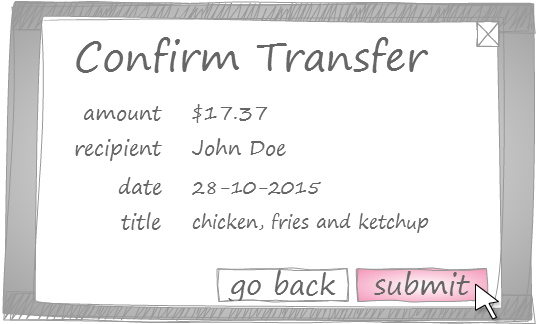 Confirm Transfer
amount $17.37
recipient John Doe
date 28-10-2015
title chicken, fries and ketchup
go back submit